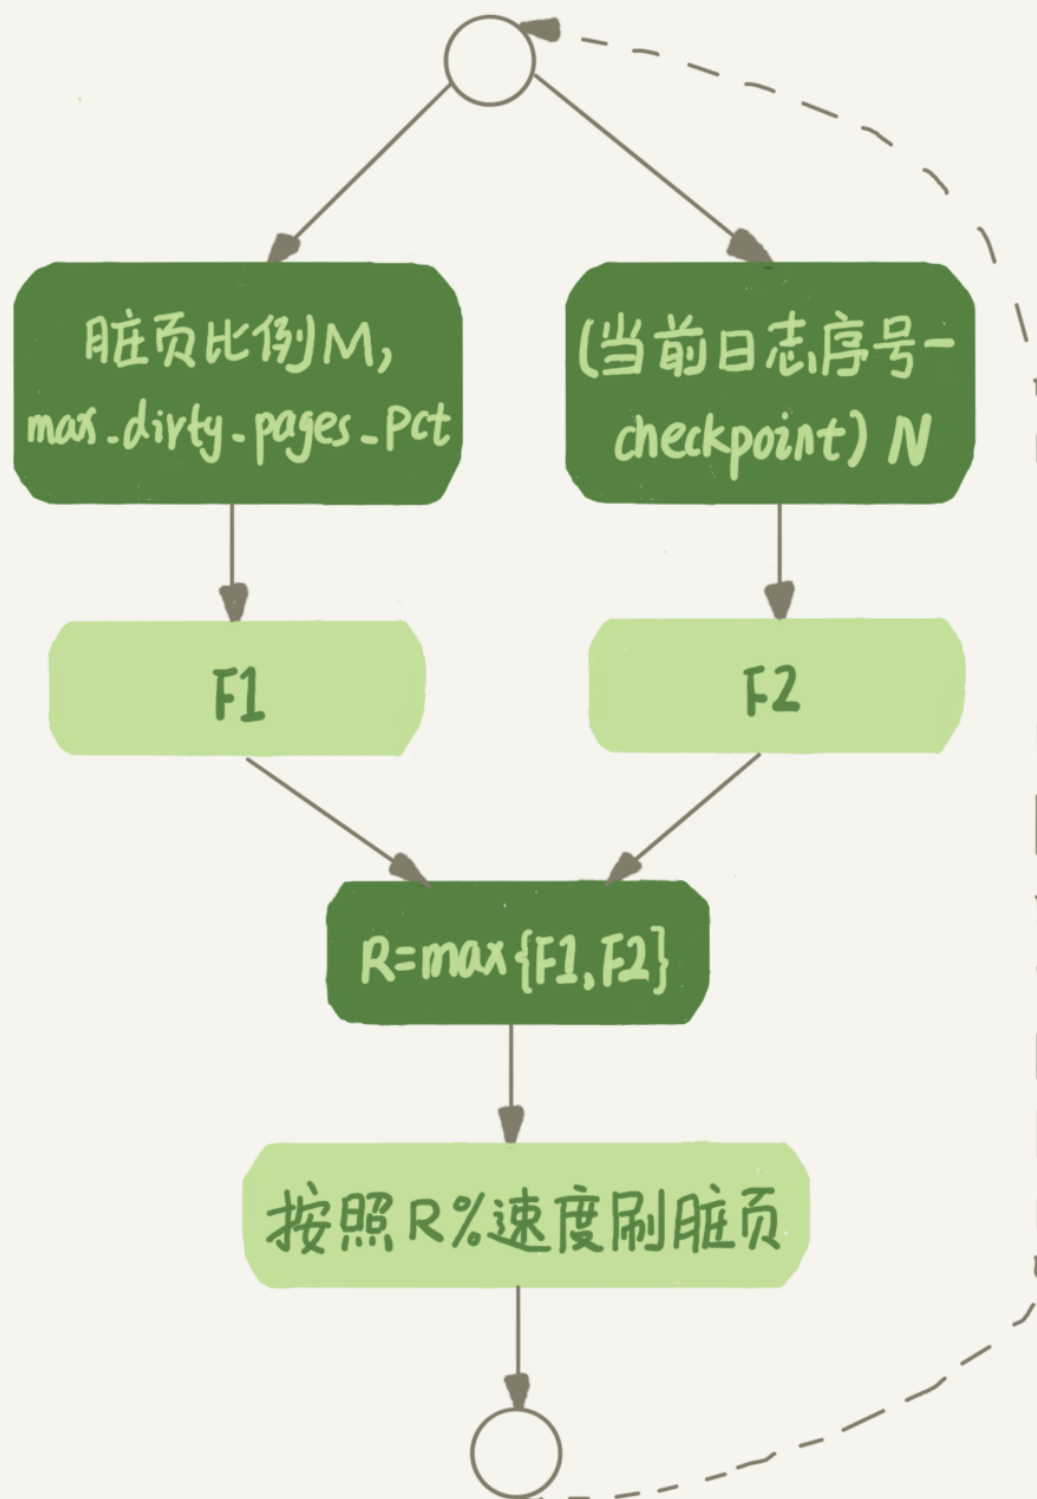 脏页比例M,
max_dirty_pages_Pct
(当前日志序号-
checkpoint) N
F1
F2
R=max{F1,F2}
按照R%速度刷脏页